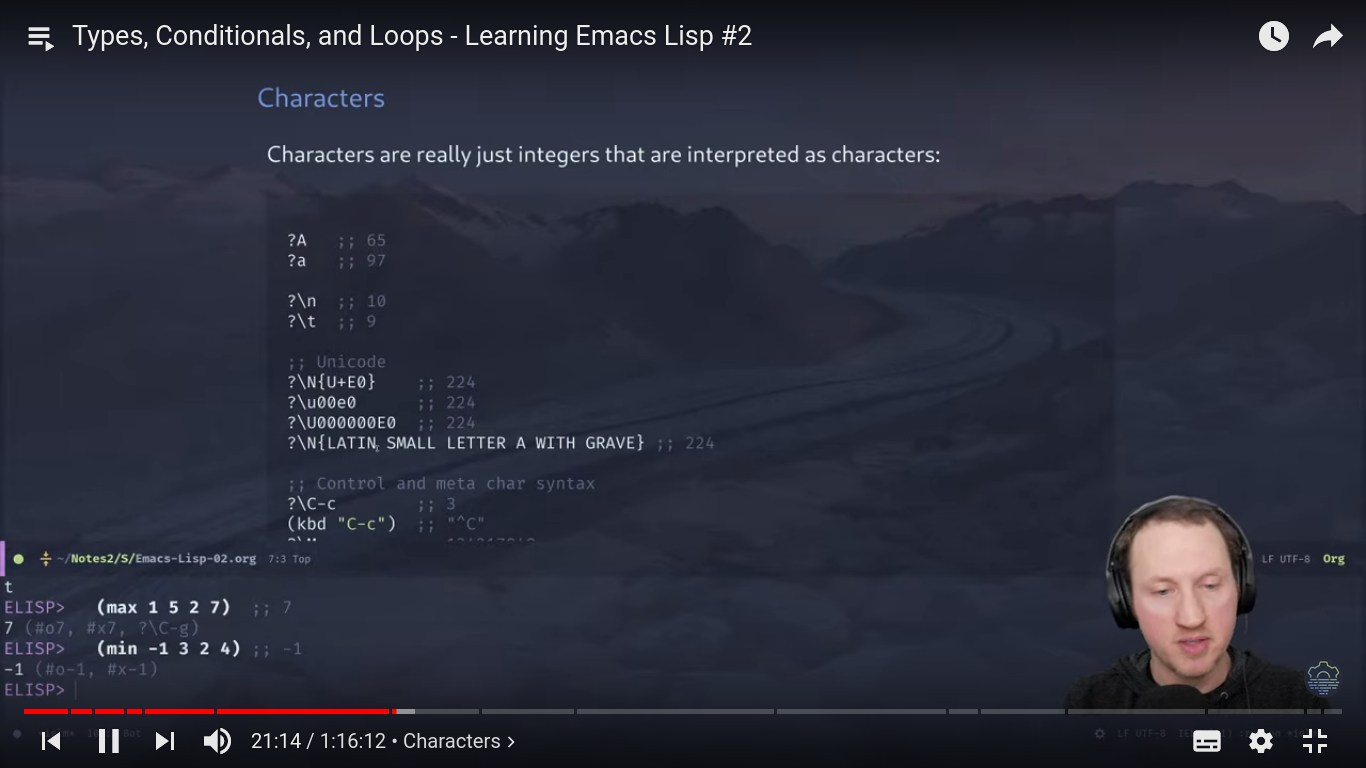 Types, Conditionals, and Loops - Learning Emacs Lisp #2
Characters
Characters are really just integers that are interpreted as characters:
?A ;; 65
?a ;; 97
?\n ;; 10
?\t ;; 9
;; Unicode
?\N{U+E0} ;; 224
?\u00e0 ;; 224
?\U000000E0 ;; 224
?\N{LATIN SMALL LETTER A WITH GRAVE} ;; 224
;; Control and meta char syntax
?\C-c ;; 3
(kbd "C-c") ;; "^C"
~/Notes2/S/Emacs-Lisp-02.org 7:3 Top LF UTF-8 Org
t
ELISP> (max 1 5 2 7) ;; 7
7 (#o7, #x7, ?\C-g)
ELISP> (min -1 3 2 4) ;; -1
-1 (#o-1, #x-1)
ELISP>
21:14 / 1:16:12 • Characters ›